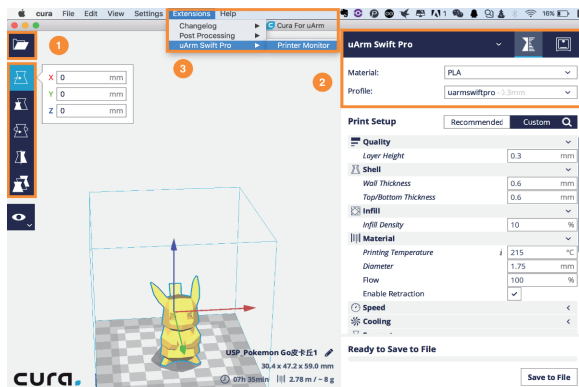 cura File Edit View Settings Extensions Help
16%
Changelog
Post Processing
uArm Swift Pro
Printer Monitor
Cura For uArm
1
2
3
X 0 mm
Y 0 mm
Z 0 mm
uArm Swift Pro
Material: PLA
Profile: uarmswiftpro - 0.3mm
Print Setup Recommended Custom
Quality
Layer Height 0.3 mm
Shell
Wall Thickness 0.6 mm
Top/Bottom Thickness 0.6 mm
Infill
Infill Density 10 %
Material
Printing Temperature i 215 °C
Diameter 1.75 mm
Flow 100 %
Enable Retraction
Speed
Cooling
USP_Pokemon Go皮卡丘1
30.4 x 47.2 x 59.0 mm
07h 35min 2.78 m / ~ 8 g
Ready to Save to File
Save to File
cura.